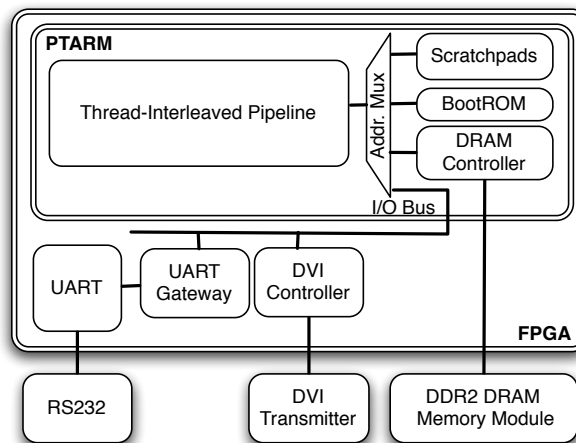 PTARM
Thread-Interleaved Pipeline
Addr. Mux
Scratchpads
BootROM
DRAM
Controller
I/O Bus
UART
UART
Gateway
DVI
Controller
FPGA
RS232
DVI
Transmitter
DDR2 DRAM
Memory Module